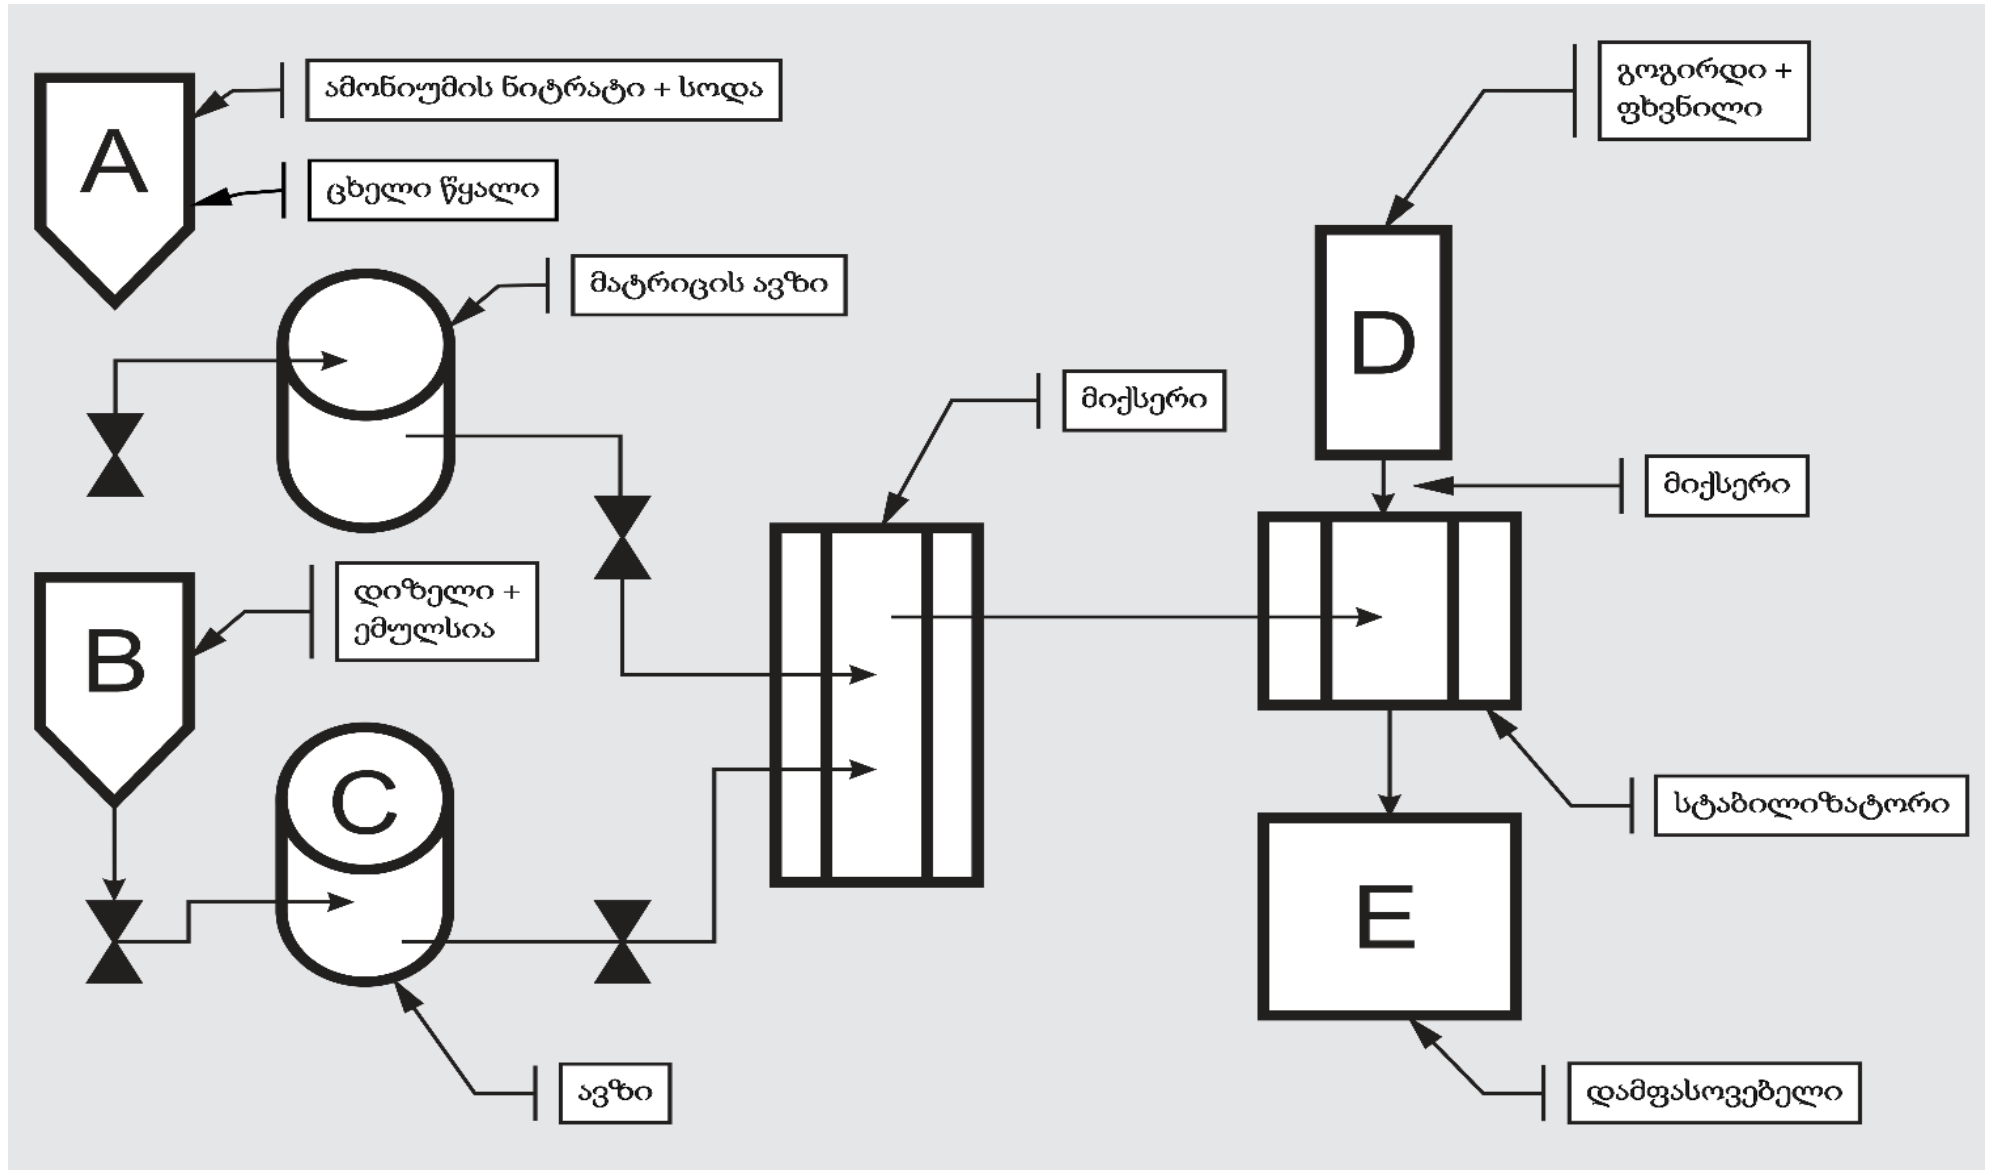 A
ამონიუმის ნიტრატი + სოდა
ცხელი წყალი
მატრიცის ავზი
გოგირდი +
ფხვნილი
D
მიქსერი
მიქსერი
B
დიზელი +
ემულსია
C
ავზი
სტაბილიზატორი
E
დამფასოვებელი